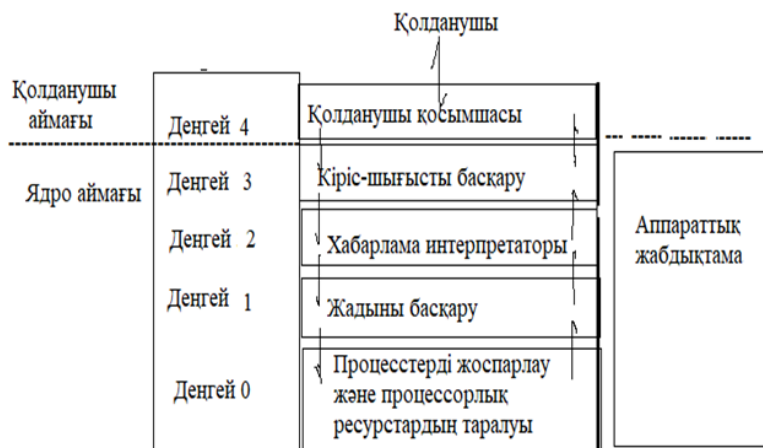 Қолданушы
Қолданушы
аймағы
Деңгей 4
Қолданушы қосымшасы
Ядро аймағы
Деңгей 3
Кіріс-шығысты басқару
Деңгей 2
Хабарлама интерпретаторы
Аппараттық
жабдықтама
Деңгей 1
Жадыны басқару
Деңгей 0
Процесстерді жоспарлау
және процессорлық
ресурстардың таралуы